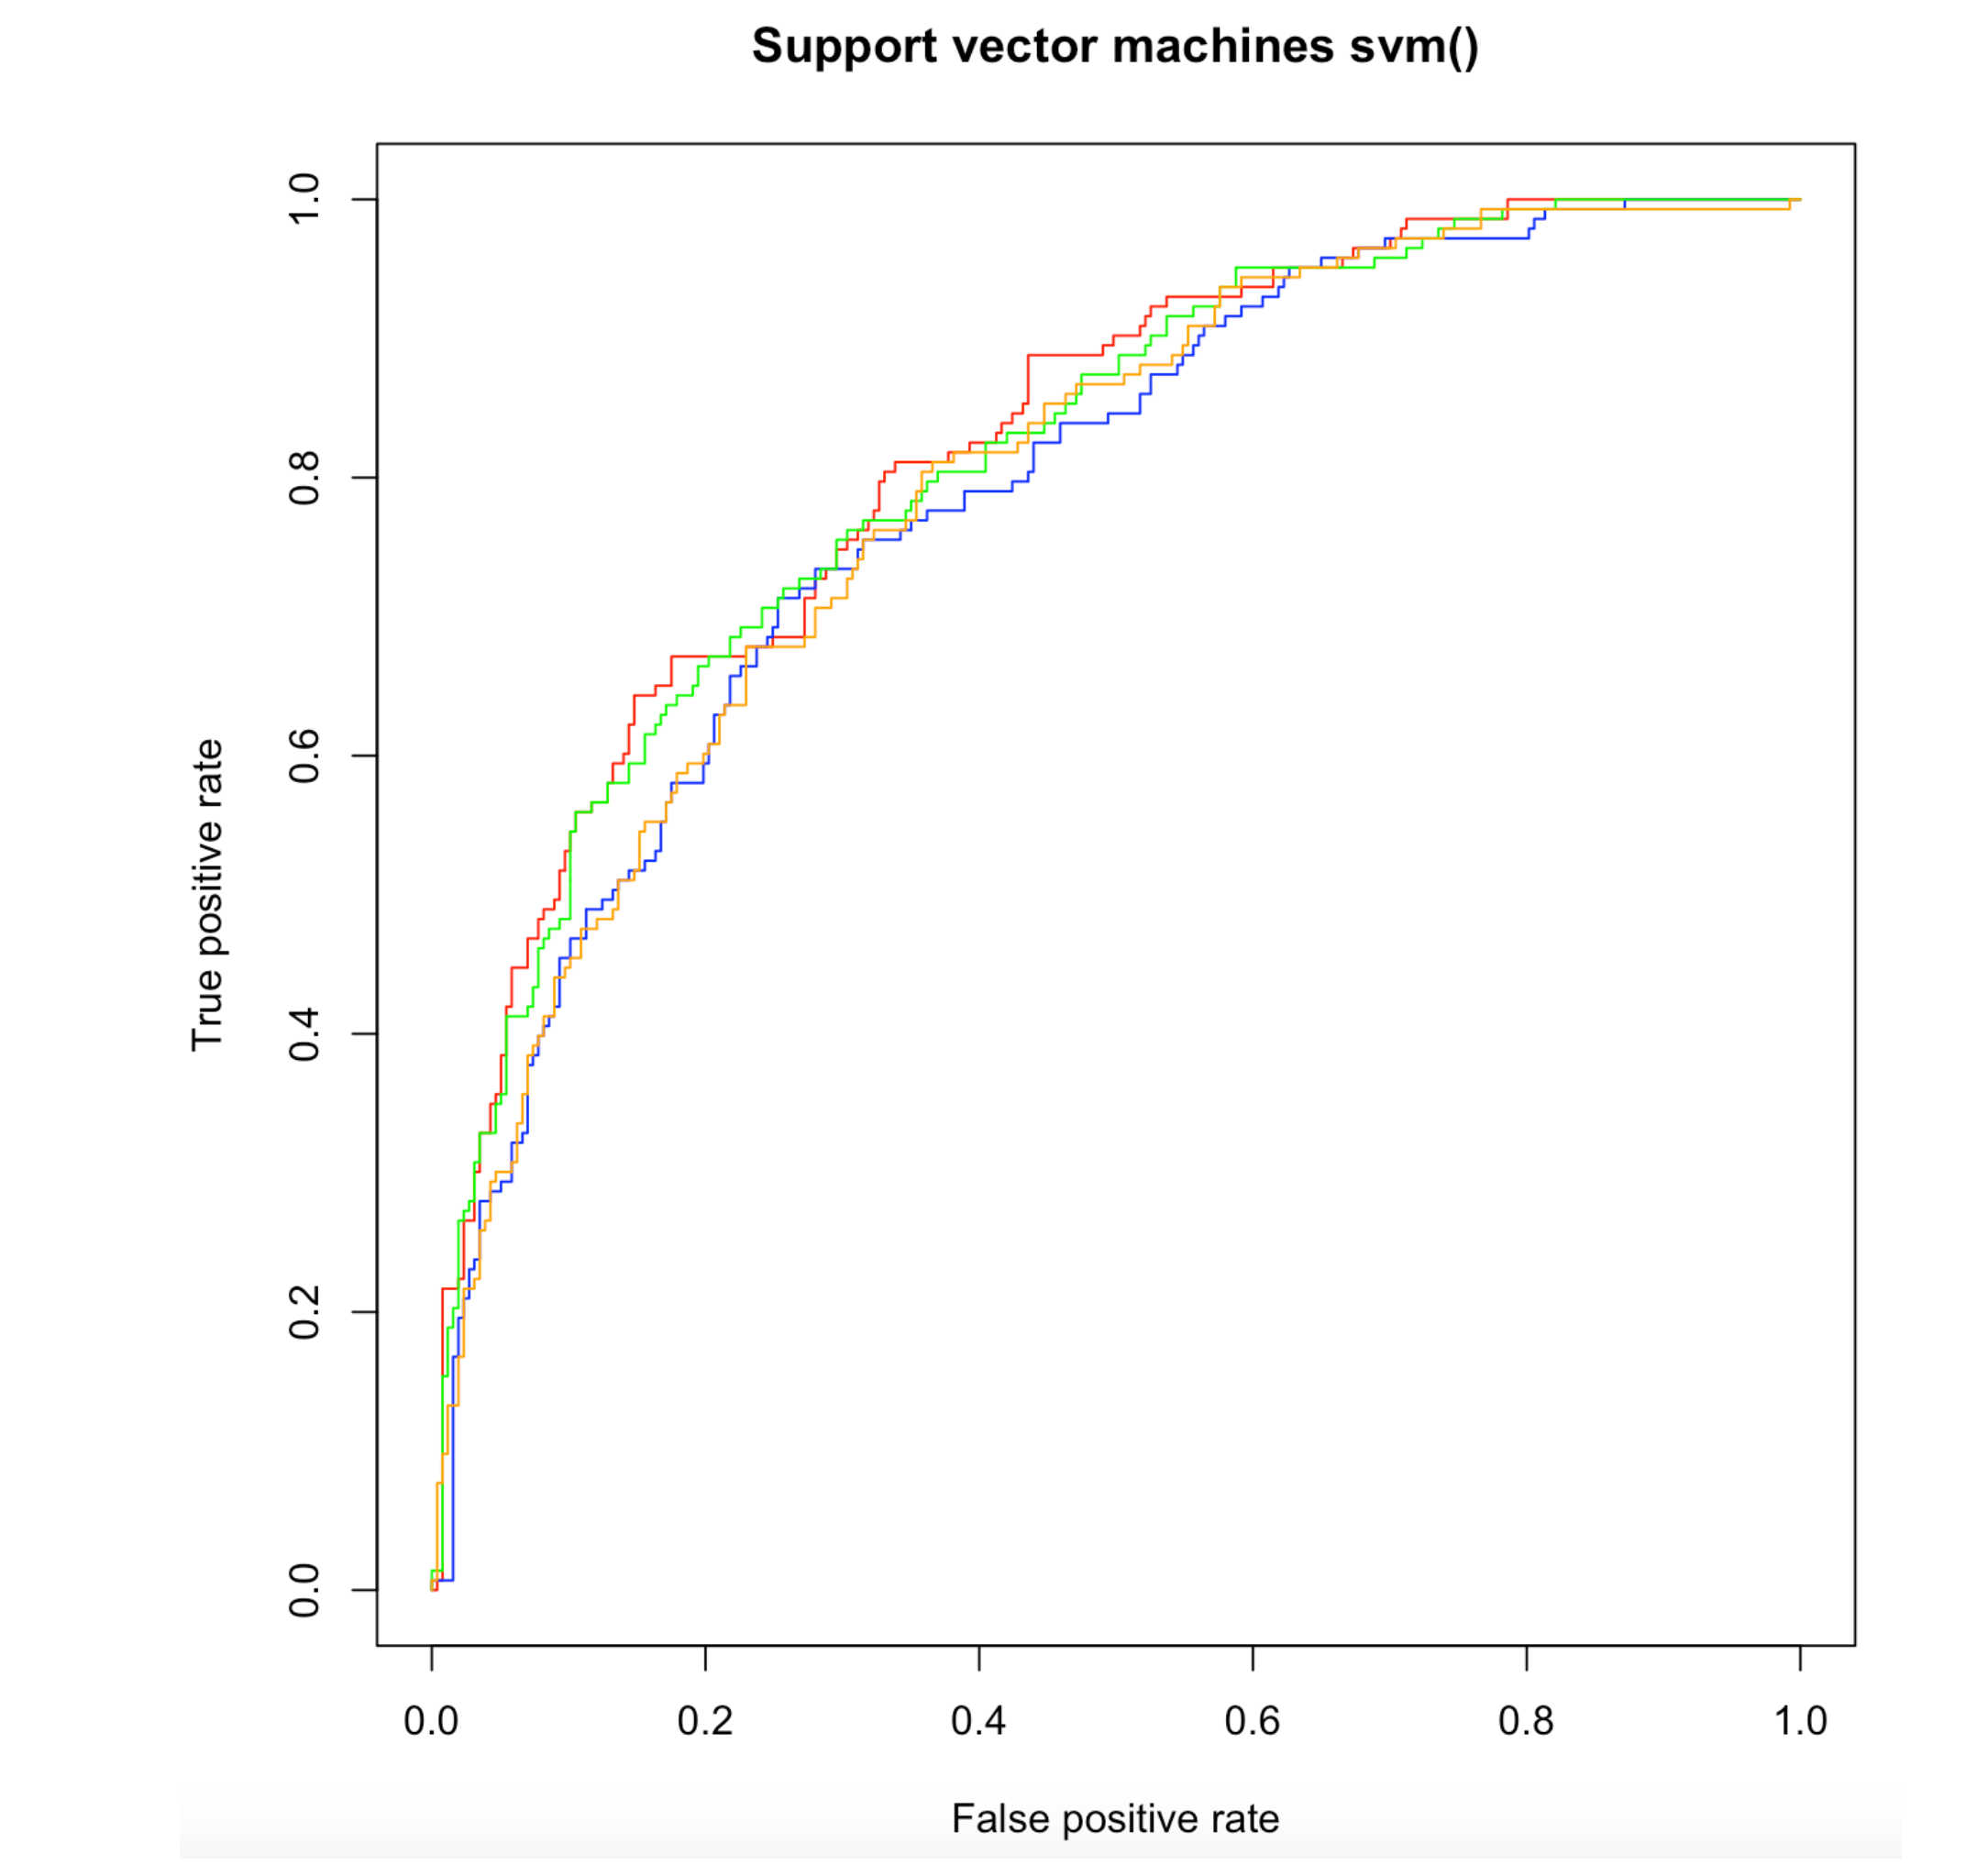 Support vector machines svm()
1.0
0.8
0.6
0.4
0.2
0.0
True positive rate
0.0 0.2 0.4 0.6 0.8 1.0
False positive rate